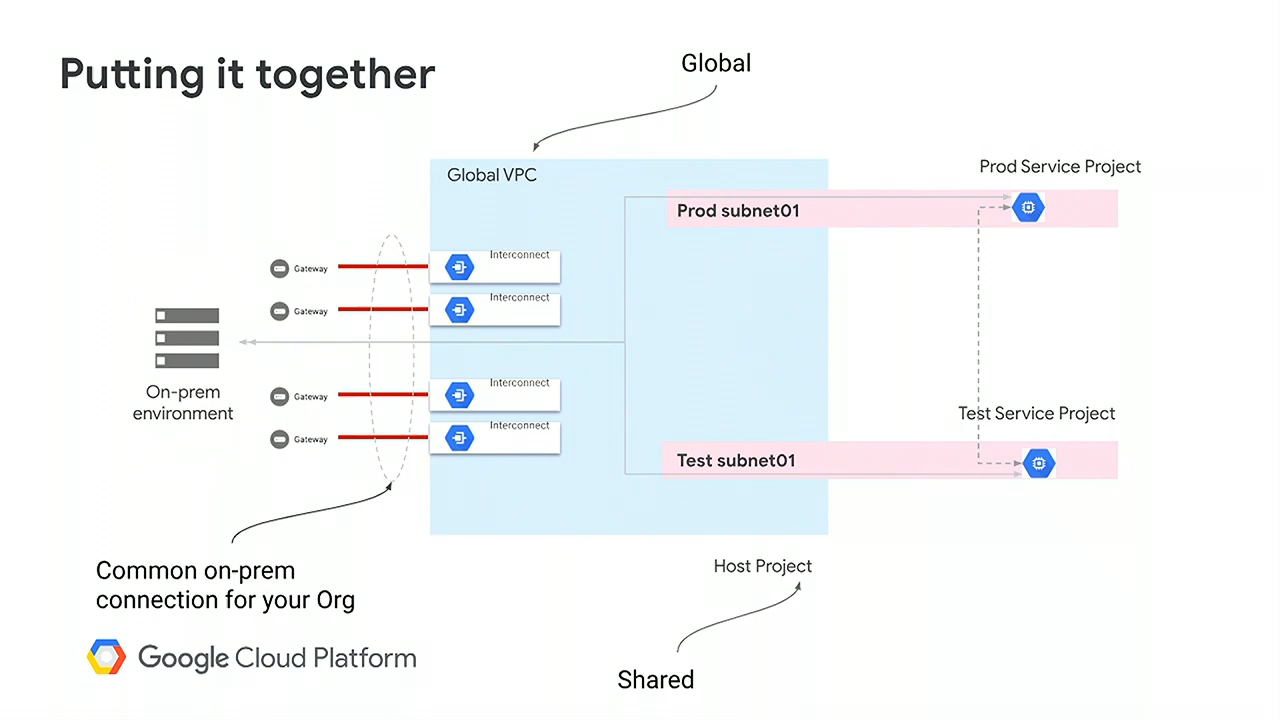 Putting it together
Global
Global VPC
Prod Service Project
Prod subnet01
Interconnect
Gateway
Interconnect
Gateway
On-prem
environment
Interconnect
Gateway
Interconnect
Gateway
Test Service Project
Test subnet01
Host Project
Common on-prem
connection for your Org
Google Cloud Platform
Shared